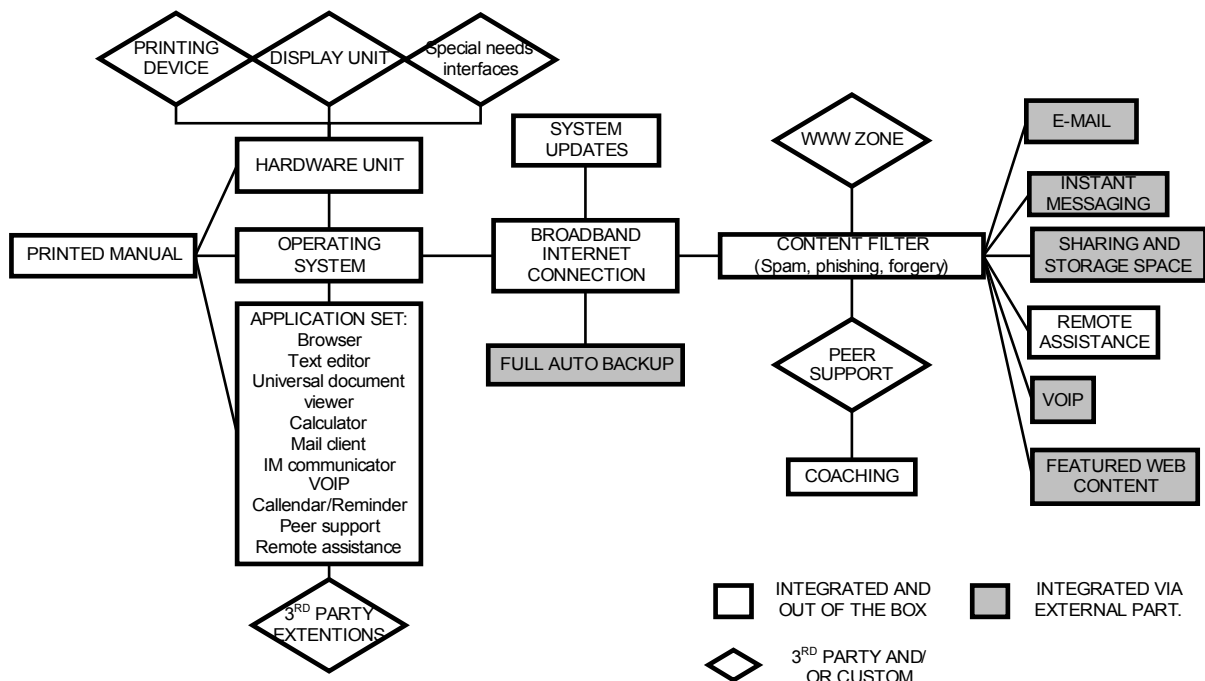 PRINTING
DEVICE
DISPLAY UNIT
Special needs
interfaces
HARDWARE UNIT
PRINTED MANUAL
OPERATING
SYSTEM
APPLICATION SET:
Browser
Text editor
Universal document
viewer
Calculator
Mail client
IM communicator
VOIP
Callendar/Reminder
Peer support
Remote assistance
3RD PARTY
EXTENTIONS
SYSTEM
UPDATES
BROADBAND
INTERNET
CONNECTION
FULL AUTO BACKUP
WWW ZONE
CONTENT FILTER
(Spam, phishing, forgery)
PEER
SUPPORT
COACHING
E-MAIL
INSTANT
MESSAGING
SHARING AND
STORAGE SPACE
REMOTE
ASSISTANCE
VOIP
FEATURED WEB
CONTENT
INTEGRATED AND
OUT OF THE BOX
INTEGRATED VIA
EXTERNAL PART.
3RD PARTY AND/
OR CUSTOM